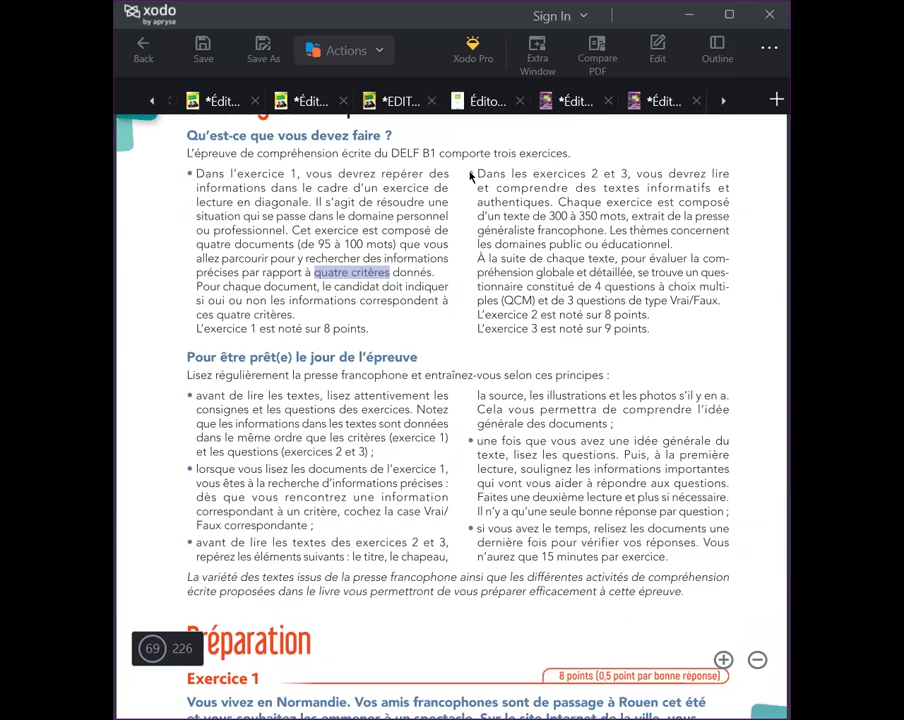 xodo
by apryse
Sign In
Back
Save
Save As
Actions
Xodo Pro
Extra
Window
Compare
PDF
Edit
Outline
*Édit...
*Édit...
*EDIT...
Édito...
*Édit...
*Édit...
Qu'est-ce que vous devez faire ?
L'épreuve de compréhension écrite du DELF B1 comporte trois exercices.
• Dans l'exercice 1, vous devrez repérer des
informations dans le cadre d'un exercice de
lecture en diagonale. Il s'agit de résoudre une
situation qui se passe dans le domaine personnel
ou professionnel. Cet exercice est composé de
quatre documents (de 95 à 100 mots) que vous
allez parcourir pour y rechercher des informations
précises par rapport à quatre critères donnés.
Pour chaque document, le candidat doit indiquer
si oui ou non les informations correspondent à
ces quatre critères.
L'exercice 1 est noté sur 8 points.
Dans les exercices 2 et 3, vous devrez lire
et comprendre des textes informatifs et
authentiques. Chaque exercice est composé
d'un texte de 300 à 350 mots, extrait de la presse
généraliste francophone. Les thèmes concernent
les domaines public ou éducationnel.
À la suite de chaque texte, pour évaluer la com-
préhension globale et détaillée, se trouve un ques-
tionnaire constitué de 4 questions à choix multi-
ples (QCM) et de 3 questions de type Vrai/Faux.
L'exercice 2 est noté sur 8 points.
L'exercice 3 est noté sur 9 points.
Pour être prêt(e) le jour de l'épreuve
Lisez régulièrement la presse francophone et entraînez-vous selon ces principes :
• avant de lire les textes, lisez attentivement les
consignes et les questions des exercices. Notez
que les informations dans les textes sont données
dans le même ordre que les critères (exercice 1)
et les questions (exercices 2 et 3) ;
• lorsque vous lisez les documents de l'exercice 1,
vous êtes à la recherche d'informations précises :
dès que vous rencontrez une information
correspondant à un critère, cochez la case Vrai/
Faux correspondante ;
• avant de lire les textes des exercices 2 et 3,
repérez les éléments suivants : le titre, le chapeau,
la source, les illustrations et les photos s'il y en a.
Cela vous permettra de comprendre l'idée
générale des documents ;
• une fois que vous avez une idée générale du
texte, lisez les questions. Puis, à la première
lecture, soulignez les informations importantes
qui vont vous aider à répondre aux questions.
Faites une deuxième lecture et plus si nécessaire.
Il n'y a qu'une seule bonne réponse par question ;
• si vous avez le temps, relisez les documents une
dernière fois pour vérifier vos réponses. Vous
n'aurez que 15 minutes par exercice.
La variété des textes issus de la presse francophone ainsi que les différentes activités de compréhension
écrite proposées dans le livre vous permettront de vous préparer efficacement à cette épreuve.
Préparation
69 226
Exercice 1
8 points (0,5 point par bonne réponse)
Vous vivez en Normandie. Vos amis francophones sont de passage à Rouen cet été
et vous souhaitez les emmener à un spectacle. Sur le site Internet de la ville, vous